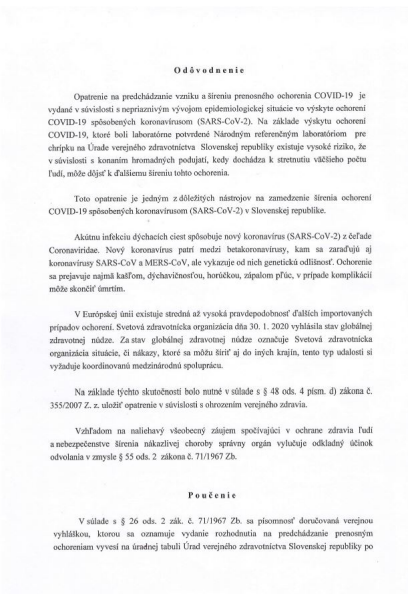 Odôvodnenie
Opatrenie na predchádzanie vzniku a šíreniu prenosného ochorenia COVID-19 je
vydané v súvislosti s nepriaznivým vývojom epidemiologickej situácie vo výskyte ochorení
COVID-19 spôsobených koronavírusom (SARS-CoV-2). Na základe výskytu ochorení
COVID-19, ktoré boli laboratórne potvrdené Národným referenčným laboratóriom pre
chrípku na Úrade verejného zdravotníctva Slovenskej republiky existuje vysoké riziko, že
v súvislosti s konaním hromadných podujatí, kedy dochádza k stretnutiu väčšieho počtu
ľudí, môže dôjsť k ďalšiemu šíreniu tohto ochorenia.
Toto opatrenie je jedným z dôležitých nástrojov na zamedzenie šírenia ochorení
COVID-19 spôsobených koronavírusom (SARS-CoV-2) v Slovenskej republike.
Akútnu infekciu dýchacích ciest spôsobuje nový koronavírus (SARS-CoV-2) z čeľade
Coronaviridae. Nový koronavírus patrí medzi betakoronavírusy, kam sa zaraďujú aj
koronavírusy SARS-CoV a MERS-CoV, ale vykazuje od nich genetickú odlišnosť. Ochorenie
sa prejavuje najmä kašľom, dýchavičnosťou, horúčkou, zápalom pľúc, v prípade komplikácií
môže skončiť úmrtím.
V Európskej únii existuje stredná až vysoká pravdepodobnosť ďalších importovaných
prípadov ochorení. Svetová zdravotnícka organizácia dňa 30. 1. 2020 vyhlásila stav globálnej
zdravotnej núdze. Za stav globálnej zdravotnej núdze označuje Svetová zdravotnícka
organizácia situácie, či nákazy, ktoré sa môžu šíriť aj do iných krajín, tento typ udalosti si
vyžaduje koordinovanú medzinárodnú spoluprácu.
Na základe týchto skutočností bolo nutné v súlade s § 48 ods. 4 písm. d) zákona č.
355/2007 Z. z. uložiť opatrenie v súvislosti s ohrozením verejného zdravia.
Vzhľadom na naliehavý všeobecný záujem spočívajúci v ochrane zdravia ľudí
a nebezpečenstve šírenia nákazlivej choroby správny orgán vylučuje odkladný účinok
odvolania v zmysle § 55 ods. 2 zákona č. 71/1967 Zb.
Poučenie
V súlade s § 26 ods. 2 zák. č. 71/1967 Zb. sa písomnosť doručovaná verejnou
vyhláškou, ktorou sa oznamuje vydanie rozhodnutia na predchádzanie prenosným
ochoreniam vyvesí na úradnej tabuli Úrad verejného zdravotníctva Slovenskej republiky po